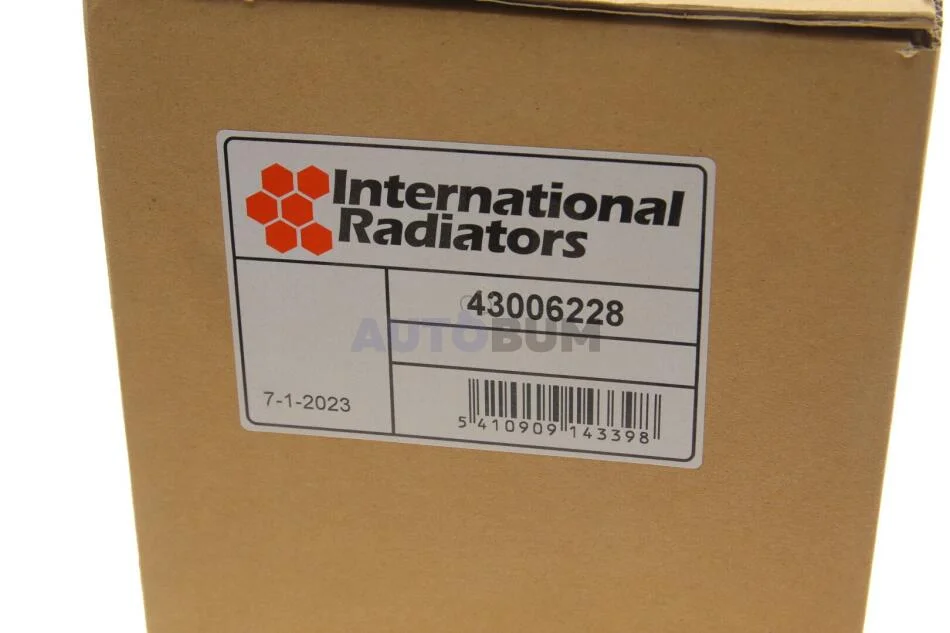 International
Radiators
43006228
AUTOBUM
7-1-2023
5 410909 143398